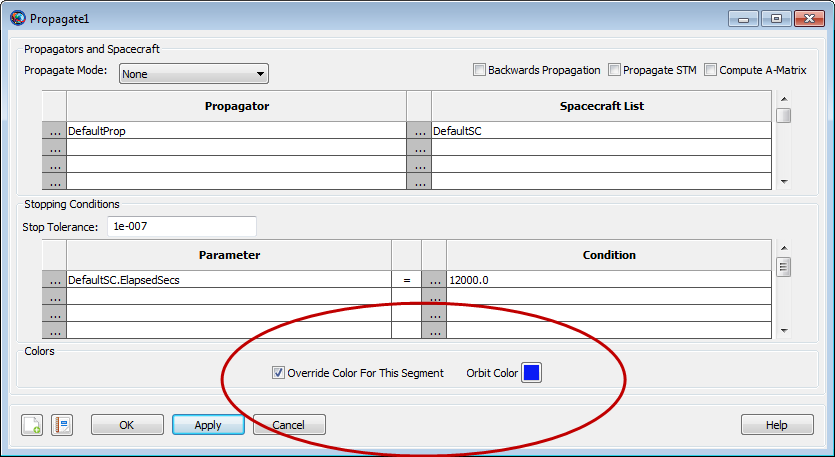 Propagate1
Propagators and Spacecraft
Propagate Mode: None Backwards Propagation Propagate STM Compute A-Matrix
Propagator Spacecraft List
... DefaultProp ... DefaultSC
... ...
... ...
... ...
Stopping Conditions
Stop Tolerance: 1e-007
Parameter Condition
... DefaultSC.ElapsedSecs = ... 12000.0
... ...
... ...
... ...
Colors
Override Color For This Segment Orbit Color
OK Apply Cancel Help